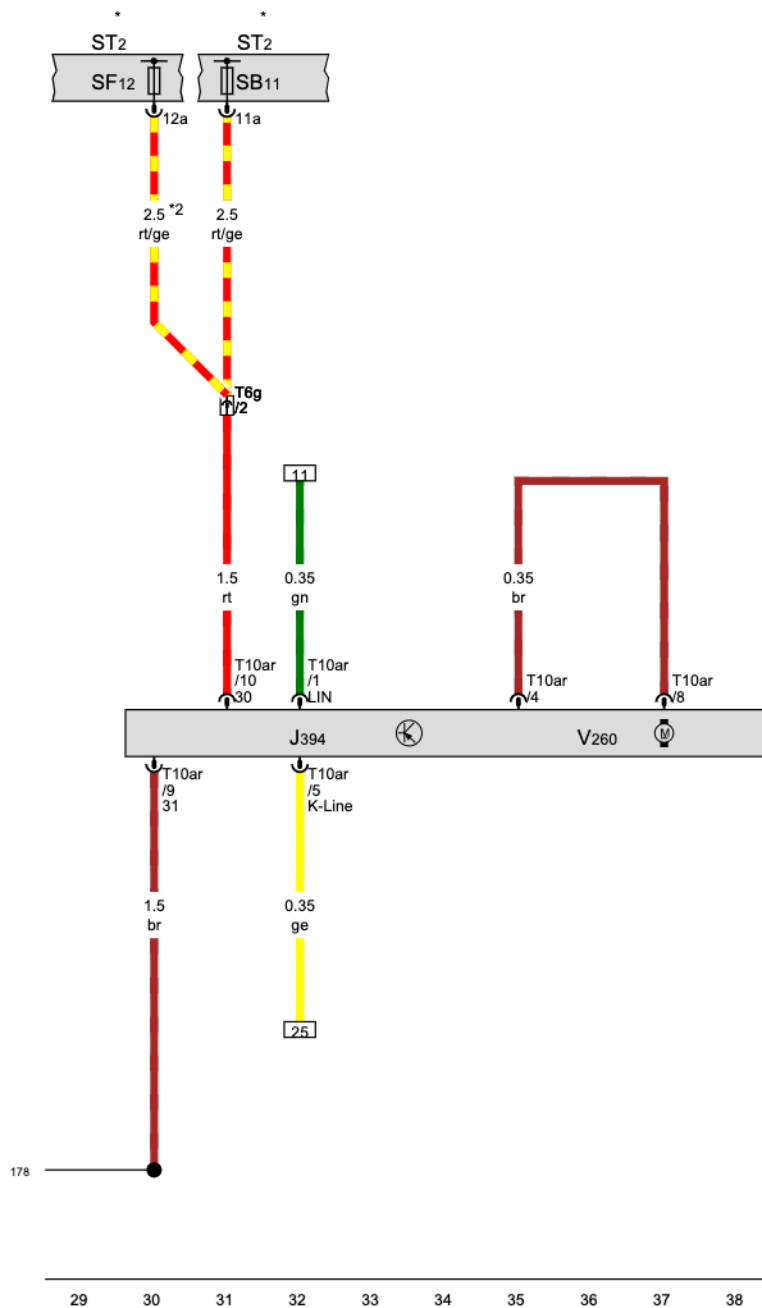 * *
ST2 ST2
SF12 SB11
12a 11a
2.5 *2 2.5
rt/ge rt/ge
T6g
/2
11
1.5 0.35 0.35
rt gn br
T10ar T10ar T10ar T10ar
/10 /1 /4 /8
30 LIN
J394 V260 M
T10ar T10ar
/9 /5
31 K-Line
1.5 0.35
br ge
25
178
29 30 31 32 33 34 35 36 37 38